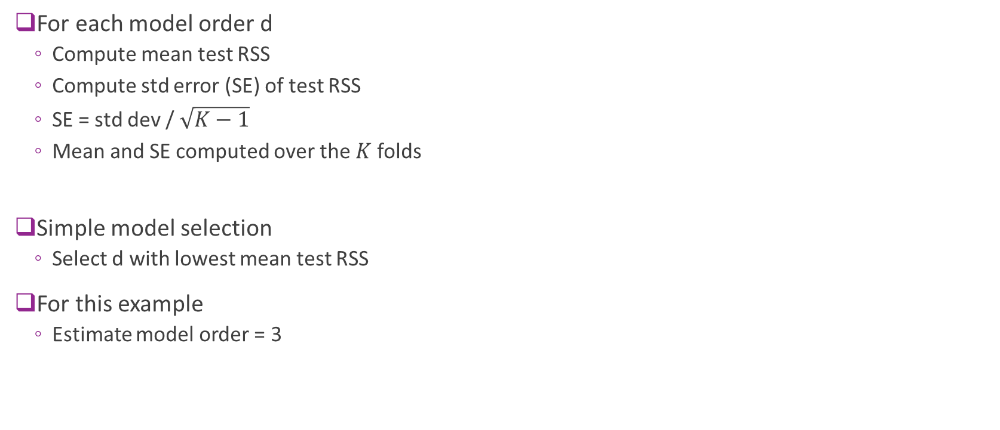 ❑For each model order d
◦ Compute mean test RSS
◦ Compute std error (SE) of test RSS
◦ SE = std dev / √(K − 1)
◦ Mean and SE computed over the K folds
❑Simple model selection
◦ Select d with lowest mean test RSS
❑For this example
◦ Estimate model order = 3